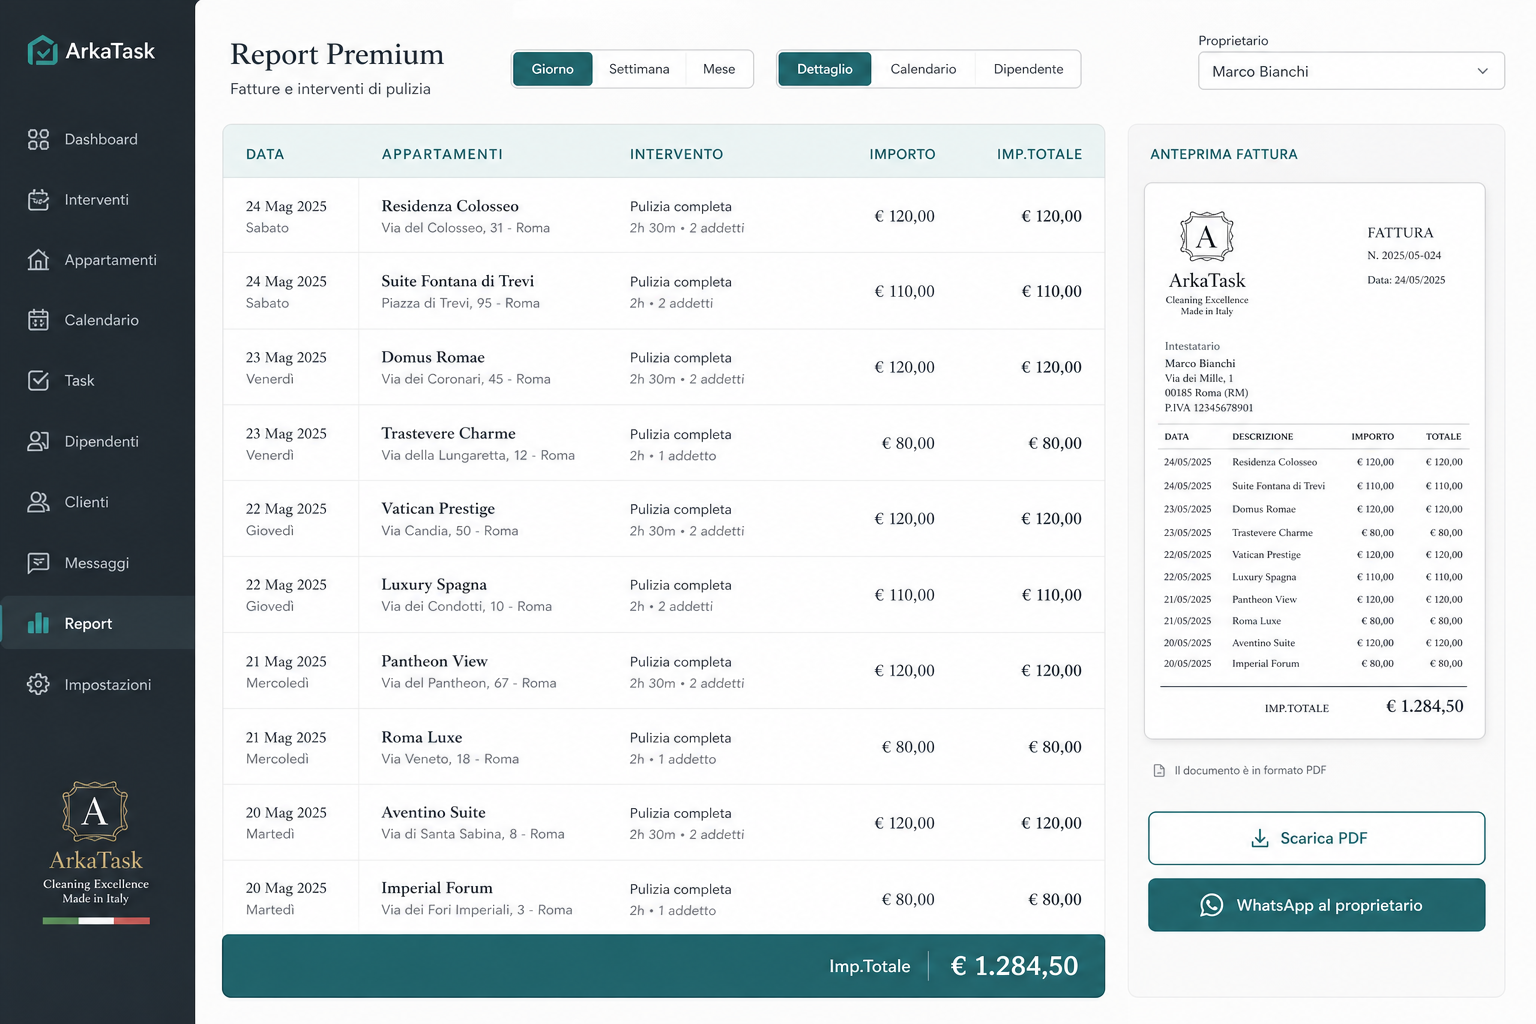 ArkaTask
Dashboard
Interventi
Appartamenti
Calendario
Task
Dipendenti
Clienti
Messaggi
Report
Impostazioni
A
ArkaTask
Cleaning Excellence
Made in Italy
Report Premium
Fatture e interventi di pulizia
Giorno Settimana Mese
Dettaglio Calendario Dipendente
Proprietario
Marco Bianchi
DATA APPARTAMENTI INTERVENTO IMPORTO IMP.TOTALE
24 Mag 2025 Residenza Colosseo Pulizia completa € 120,00 € 120,00
Sabato Via del Colosseo, 31 - Roma 2h 30m • 2 addetti
24 Mag 2025 Suite Fontana di Trevi Pulizia completa € 110,00 € 110,00
Sabato Piazza di Trevi, 95 - Roma 2h • 2 addetti
23 Mag 2025 Domus Romae Pulizia completa € 120,00 € 120,00
Venerdì Via dei Coronari, 45 - Roma 2h 30m • 2 addetti
23 Mag 2025 Trastevere Charme Pulizia completa € 80,00 € 80,00
Venerdì Via della Lungaretta, 12 - Roma 2h • 1 addetto
22 Mag 2025 Vatican Prestige Pulizia completa € 120,00 € 120,00
Giovedì Via Candia, 50 - Roma 2h 30m • 2 addetti
22 Mag 2025 Luxury Spagna Pulizia completa € 110,00 € 110,00
Giovedì Via dei Condotti, 10 - Roma 2h • 2 addetti
21 Mag 2025 Pantheon View Pulizia completa € 120,00 € 120,00
Mercoledì Via del Pantheon, 67 - Roma 2h 30m • 2 addetti
21 Mag 2025 Roma Luxe Pulizia completa € 80,00 € 80,00
Mercoledì Via Veneto, 18 - Roma 2h • 1 addetto
20 Mag 2025 Aventino Suite Pulizia completa € 120,00 € 120,00
Martedì Via di Santa Sabina, 8 - Roma 2h 30m • 2 addetti
20 Mag 2025 Imperial Forum Pulizia completa € 80,00 € 80,00
Martedì Via dei Fori Imperiali, 3 - Roma 2h • 1 addetto
Imp.Totale € 1.284,50
ANTEPRIMA FATTURA
A
ArkaTask
Cleaning Excellence
Made in Italy
FATTURA
N. 2025/05-024
Data: 24/05/2025
Intestatario
Marco Bianchi
Via dei Mille, 1
00185 Roma (RM)
P.IVA 12345678901
DATA DESCRIZIONE IMPORTO TOTALE
24/05/2025 Residenza Colosseo € 120,00 € 120,00
24/05/2025 Suite Fontana di Trevi € 110,00 € 110,00
23/05/2025 Domus Romae € 120,00 € 120,00
23/05/2025 Trastevere Charme € 80,00 € 80,00
22/05/2025 Vatican Prestige € 120,00 € 120,00
22/05/2025 Luxury Spagna € 110,00 € 110,00
21/05/2025 Pantheon View € 120,00 € 120,00
21/05/2025 Roma Luxe € 80,00 € 80,00
20/05/2025 Aventino Suite € 120,00 € 120,00
20/05/2025 Imperial Forum € 80,00 € 80,00
IMP.TOTALE € 1.284,50
Il documento è in formato PDF
Scarica PDF
WhatsApp al proprietario